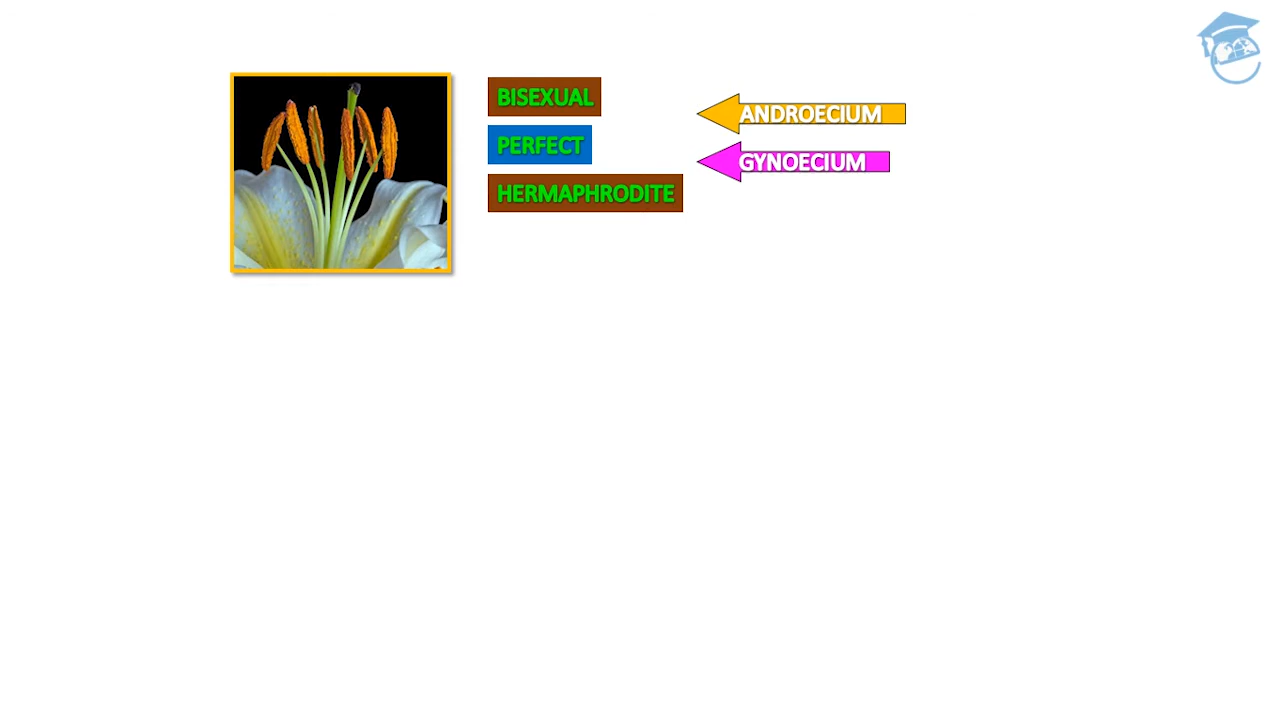 BISEXUAL
PERFECT
HERMAPHRODITE
ANDROECIUM
GYNOECIUM